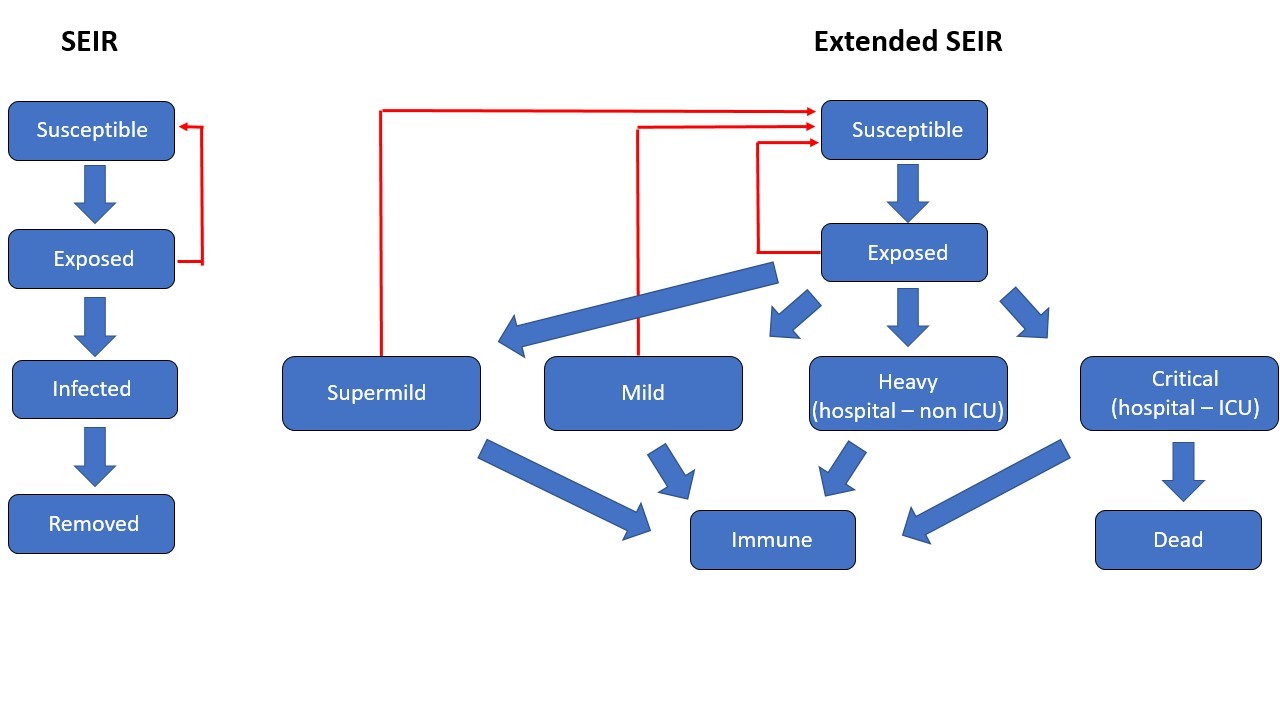 SEIR
Susceptible
Exposed
Infected
Removed
Extended SEIR
Susceptible
Exposed
Supermild
Mild
Heavy
(hospital – non ICU)
Critical
(hospital – ICU)
Immune
Dead